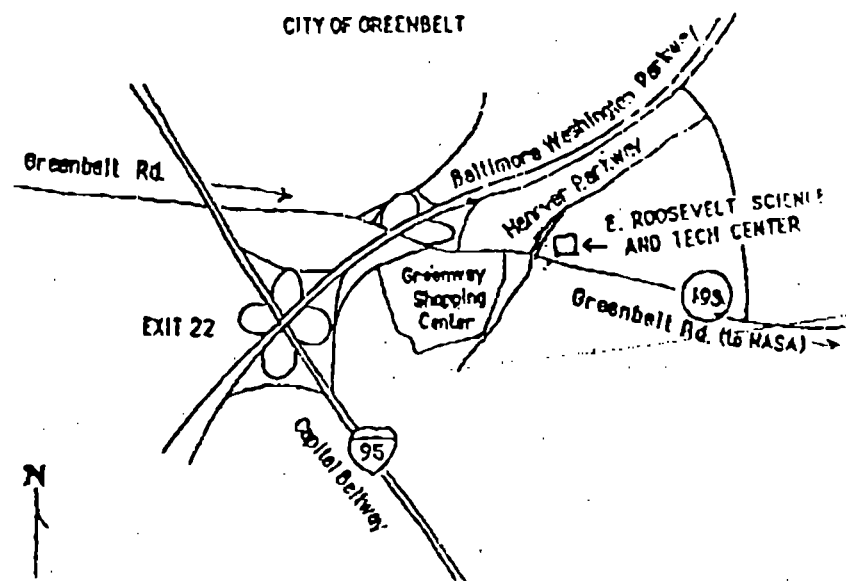 CITY OF GREENBELT
Baltimore Washington Parkway
Greenbelt Rd.
Hanover Parkway
E. ROOSEVELT SCIENCE
AND TECH CENTER
Greenway
Shopping
Center
193
Greenbelt Rd. (to NASA)
EXIT 22
95
Capital Beltway
N